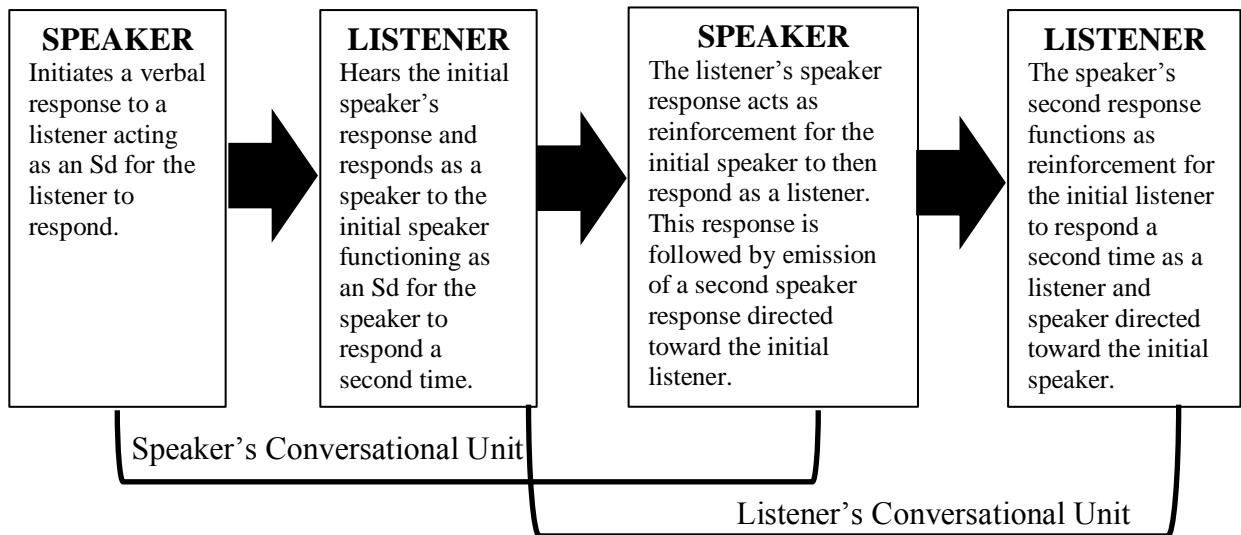 SPEAKER
Initiates a verbal
response to a
listener acting
as an Sd for the
listener to
respond.
LISTENER
Hears the initial
speaker’s
response and
responds as a
speaker to the
initial speaker
functioning as
an Sd for the
speaker to
respond a
second time.
SPEAKER
The listener’s speaker
response acts as
reinforcement for the
initial speaker to then
respond as a listener.
This response is
followed by emission
of a second speaker
response directed
toward the initial
listener.
LISTENER
The speaker’s
second response
functions as
reinforcement for
the initial listener
to respond a
second time as a
listener and
speaker directed
toward the initial
speaker.
Speaker’s Conversational Unit
Listener’s Conversational Unit